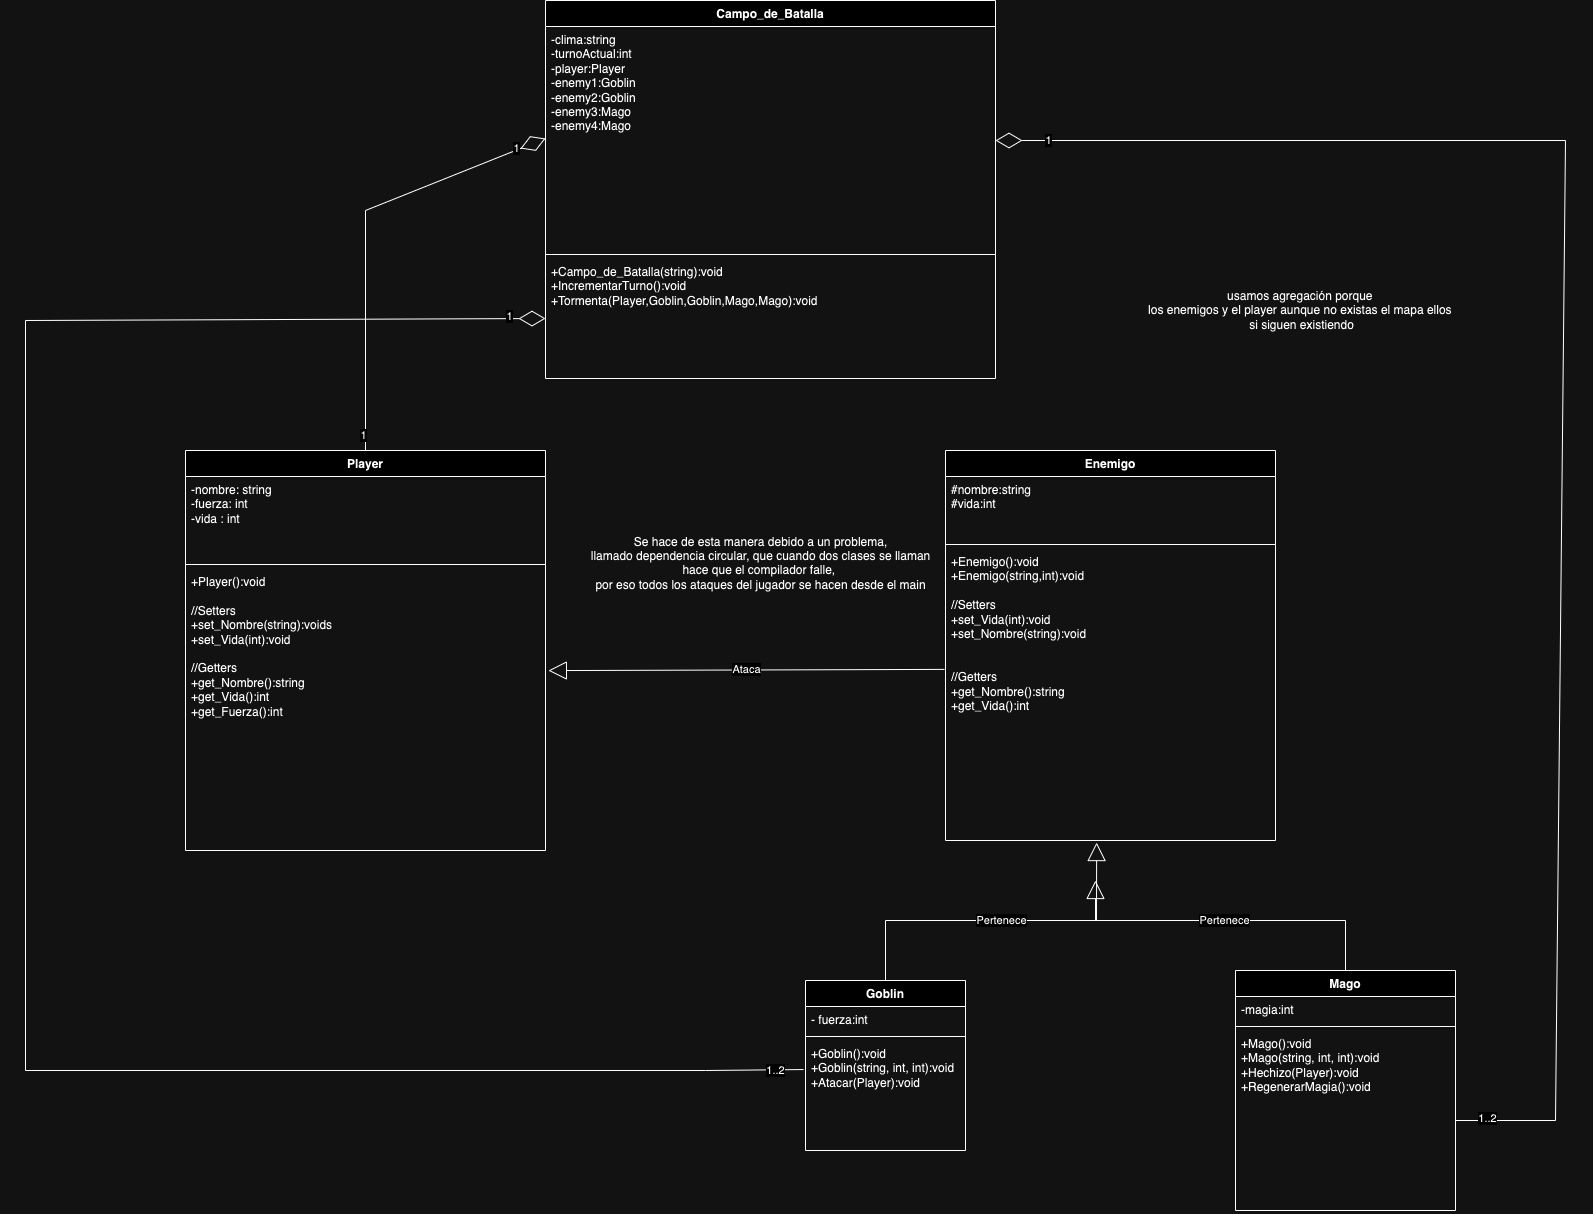 Campo_de_Batalla
-clima:string
-turnoActual:int
-player:Player
-enemy1:Goblin
-enemy2:Goblin
-enemy3:Mago
-enemy4:Mago
1
1
+Campo_de_Batalla(string):void
+IncrementarTurno():void
+Tormenta(Player,Goblin,Goblin,Mago,Mago):void
1
usamos agregación porque
los enemigos y el player aunque no existas el mapa ellos
si siguen existiendo
1
Player
-nombre: string
-fuerza: int
-vida : int
+Player():void
//Setters
+set_Nombre(string):voids
+set_Vida(int):void
//Getters
+get_Nombre():string
+get_Vida():int
+get_Fuerza():int
Se hace de esta manera debido a un problema,
llamado dependencia circular, que cuando dos clases se llaman
hace que el compilador falle,
por eso todos los ataques del jugador se hacen desde el main
Ataca
Enemigo
#nombre:string
#vida:int
+Enemigo():void
+Enemigo(string,int):void
//Setters
+set_Vida(int):void
+set_Nombre(string):void
//Getters
+get_Nombre():string
+get_Vida():int
Pertenece
Pertenece
Goblin
- fuerza:int
+Goblin():void
+Goblin(string, int, int):void
+Atacar(Player):void
1..2
Mago
-magia:int
+Mago():void
+Mago(string, int, int):void
+Hechizo(Player):void
+RegenerarMagia():void
1..2